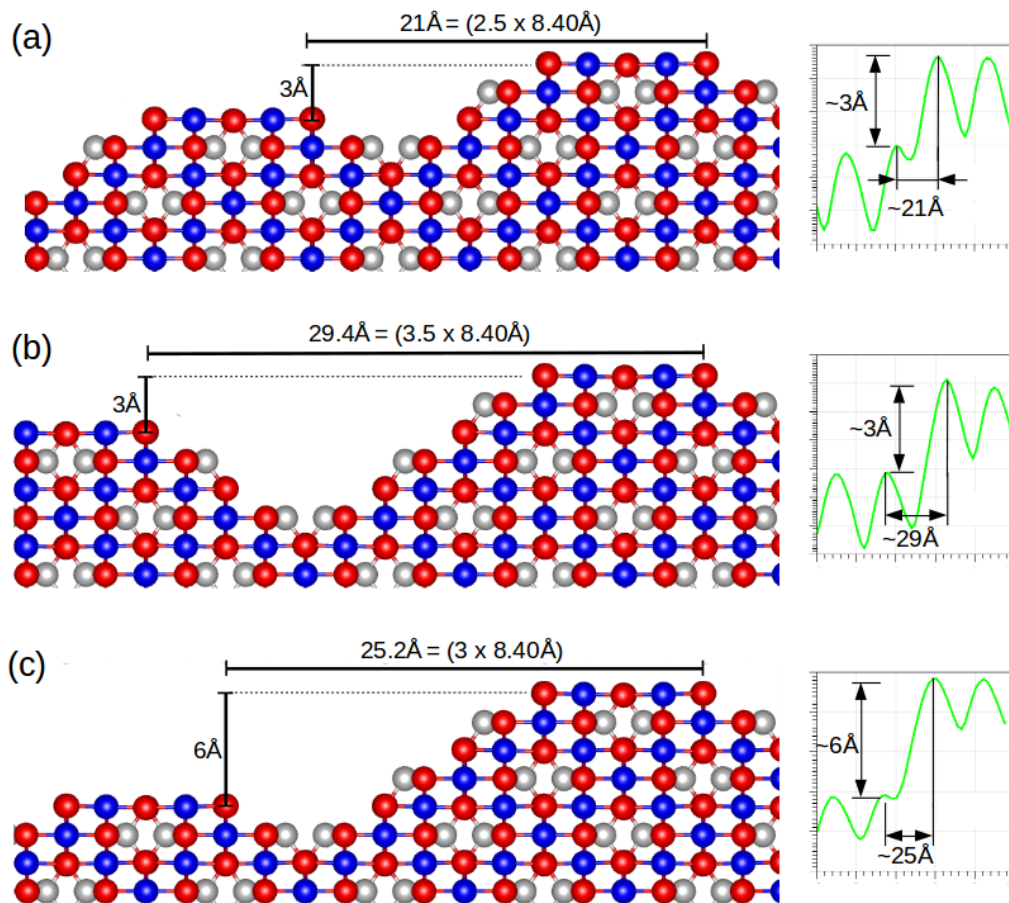 (a)
21Å = (2.5 x 8.40Å)
3Å
~3Å
~21Å
(b)
29.4Å = (3.5 x 8.40Å)
3Å
~3Å
~29Å
(c)
25.2Å = (3 x 8.40Å)
6Å
~6Å
~25Å